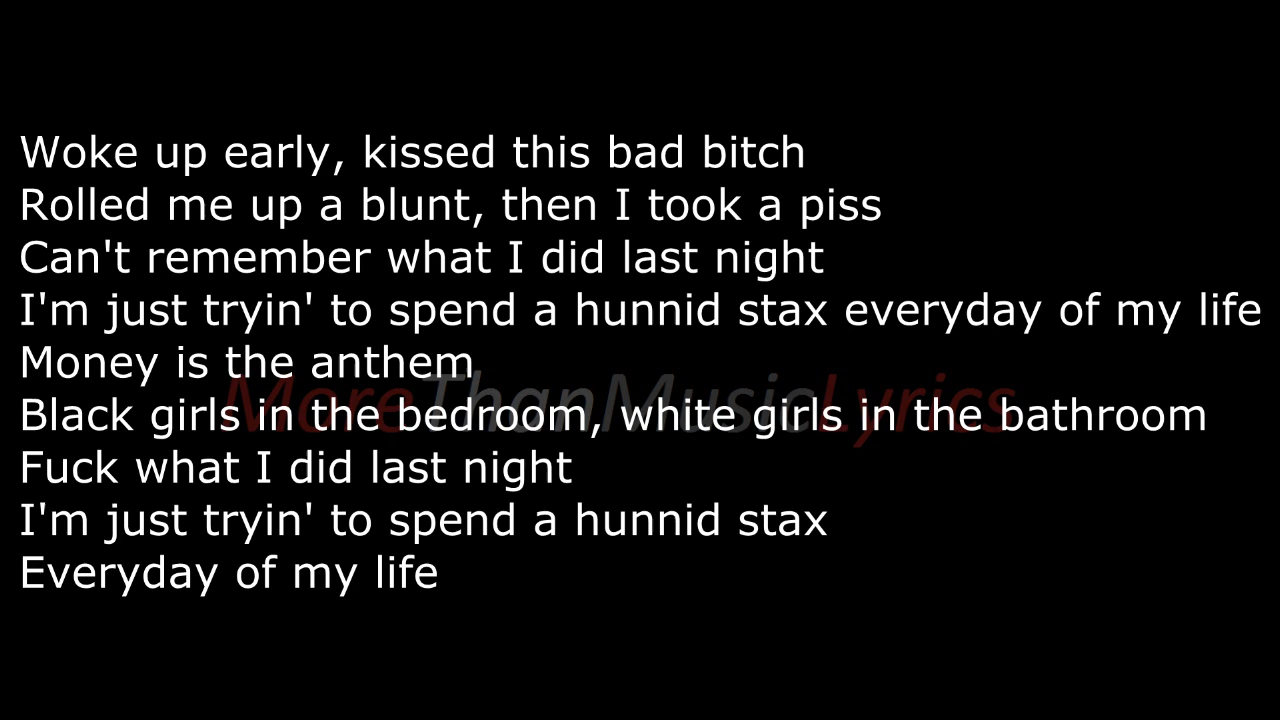 Woke up early, kissed this bad bitch
Rolled me up a blunt, then I took a piss
Can't remember what I did last night
I'm just tryin' to spend a hunnid stax everyday of my life
Money is the anthem
MoreThanMusicLyrics
Black girls in the bedroom, white girls in the bathroom
Fuck what I did last night
I'm just tryin' to spend a hunnid stax
Everyday of my life